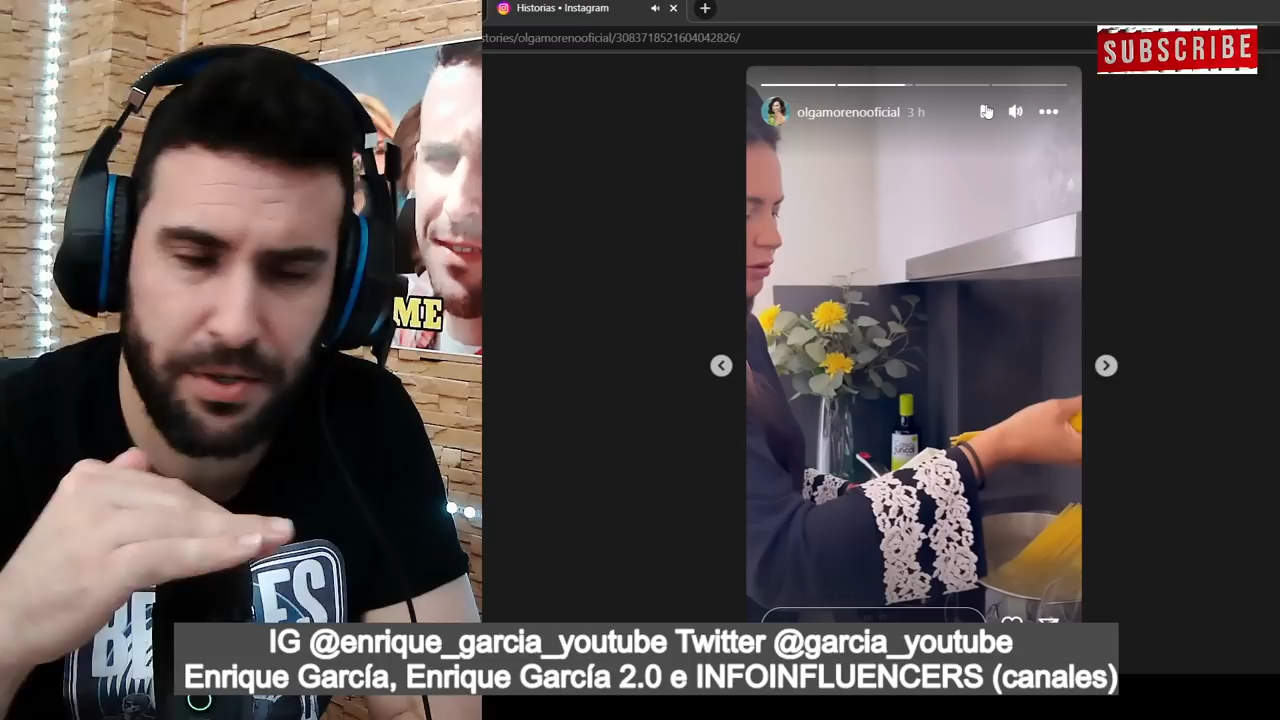 Historias • Instagram
stories/olgamorenooficial/3083718521604042826/
SUBSCRIBE
olgamorenooficial 3 h
ME
IG @enrique_garcia_youtube Twitter @garcia_youtube
Enrique García, Enrique García 2.0 e INFOINFLUENCERS (canales)